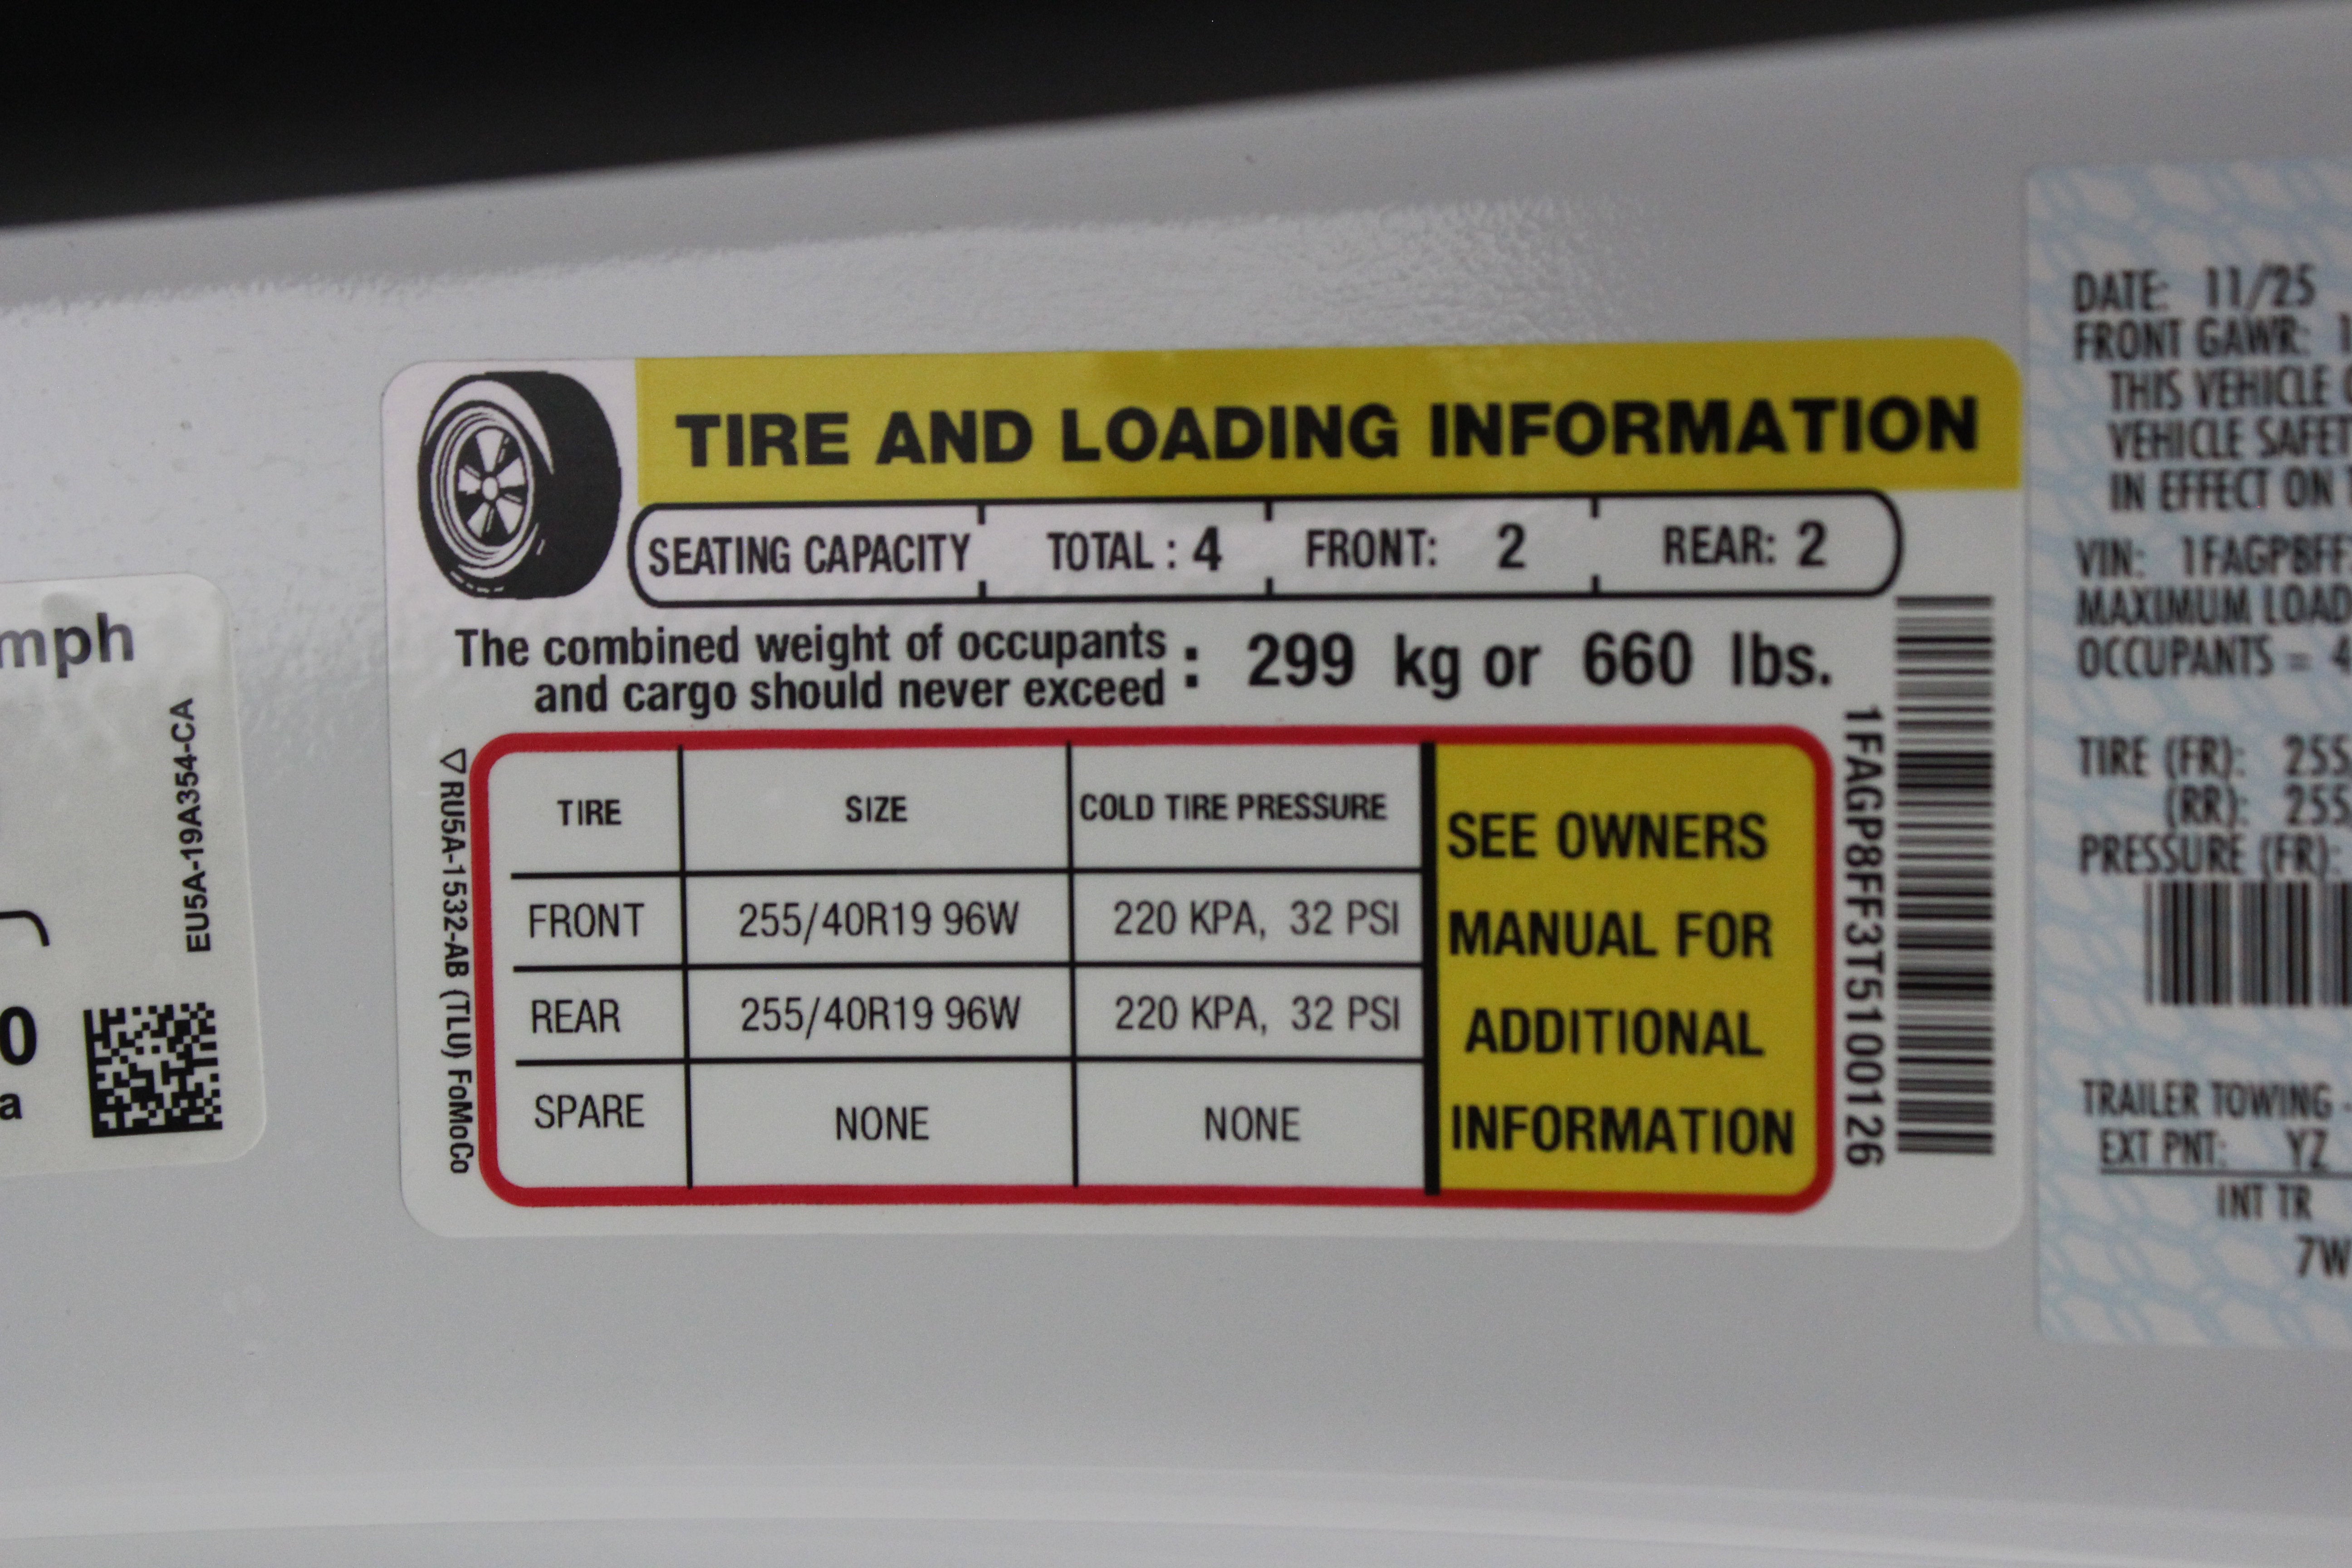 mph
EU5A-19A354-CA
0
a
TIRE AND LOADING INFORMATION
SEATING CAPACITY TOTAL : 4 FRONT: 2 REAR: 2
The combined weight of occupants
and cargo should never exceed : 299 kg or 660 lbs.
RU5A-1532-AB (TLU) FoMoCo
TIRE SIZE COLD TIRE PRESSURE
FRONT 255/40R19 96W 220 KPA, 32 PSI
REAR 255/40R19 96W 220 KPA, 32 PSI
SPARE NONE NONE
SEE OWNERS
MANUAL FOR
ADDITIONAL
INFORMATION
1FAGP8FF3T5100126
DATE: 11/25
FRONT GAWR: 1
THIS VEHICLE
VEHICLE SAFET
IN EFFECT ON
VIN: 1FAGP8FF
MAXIMUM LOAD
OCCUPANTS = 4
TIRE (FR): 255
(RR): 255
PRESSURE (FR):
TRAILER TOWING
EXT PNT: YZ
INT TR
7W